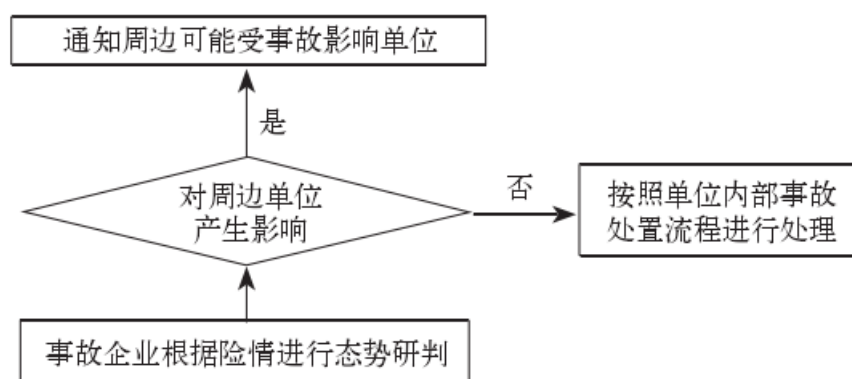 通知周边可能受事故影响单位
是
对周边单位
产生影响
否
按照单位内部事故
处置流程进行处理
事故企业根据险情进行态势研判